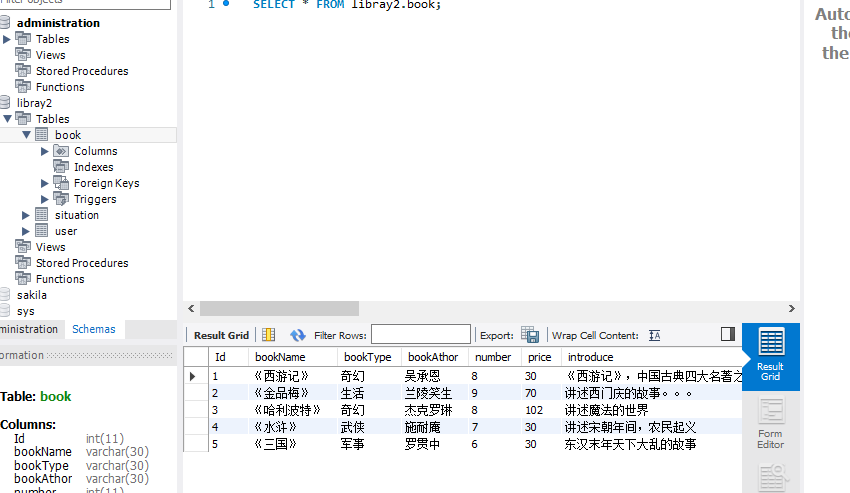 1 SELECT * FROM libray2.book;
Auto
the
the
administration
Tables
Views
Stored Procedures
Functions
libray2
Tables
book
Columns
Indexes
Foreign Keys
Triggers
situation
user
Views
Stored Procedures
Functions
sakila
sys
ministration Schemas
ormation
Table: book
Columns:
Id int(11)
bookName varchar(30)
bookType varchar(30)
bookAthor varchar(30)
number int(11)
Result Grid Filter Rows: Export: Wrap Cell Content:
Id bookName bookType bookAthor number price introduce
1 《西游记》 奇幻 吴承恩 8 30 《西游记》，中国古典四大名著之
2 《金品梅》 生活 兰陵笑生 9 70 讲述西门庆的故事。。。
3 《哈利波特》 奇幻 杰克罗琳 8 102 讲述魔法的世界
4 《水浒》 武侠 施耐庵 7 30 讲述宋朝年间，农民起义
5 《三国》 军事 罗贯中 6 30 东汉末年天下大乱的故事
Result
Grid
Form
Editor